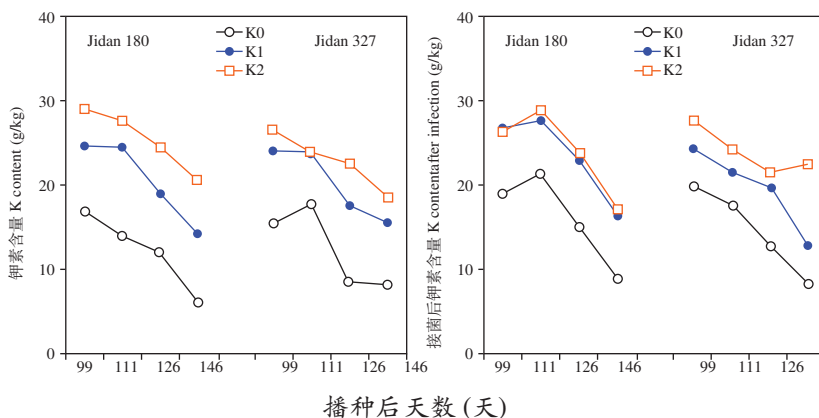 Jidan 180
K0
K1
K2
Jidan 327
钾素含量 K content (g/kg)
40
30
20
10
0
99 111 126 146 99 111 126 146
Jidan 180
K0
K1
K2
Jidan 327
接菌后钾素含量 K contentafter infection (g/kg)
40
30
20
10
0
99 111 126 146 99 111 126
播种后天数 (天)